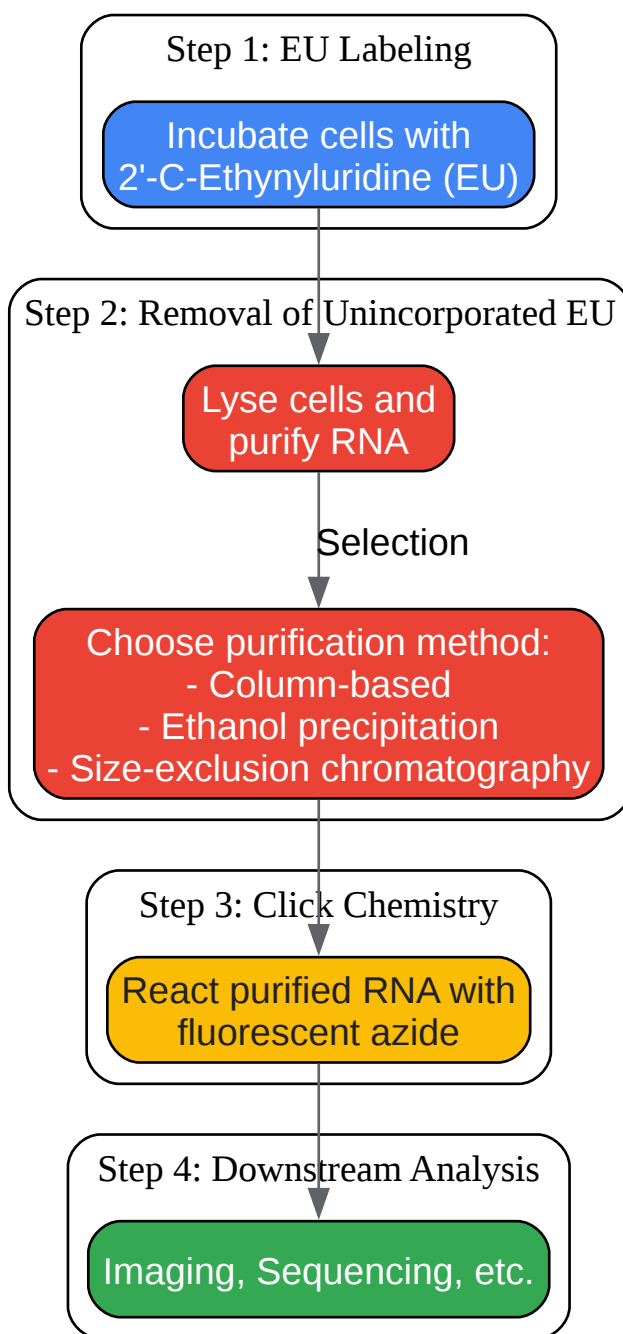 Step 1: EU Labeling
Incubate cells with
2'-C-Ethynyluridine (EU)
Step 2: Removal of Unincorporated EU
Lyse cells and
purify RNA
Selection
Choose purification method:
- Column-based
- Ethanol precipitation
- Size-exclusion chromatography
Step 3: Click Chemistry
React purified RNA with
fluorescent azide
Step 4: Downstream Analysis
Imaging, Sequencing, etc.